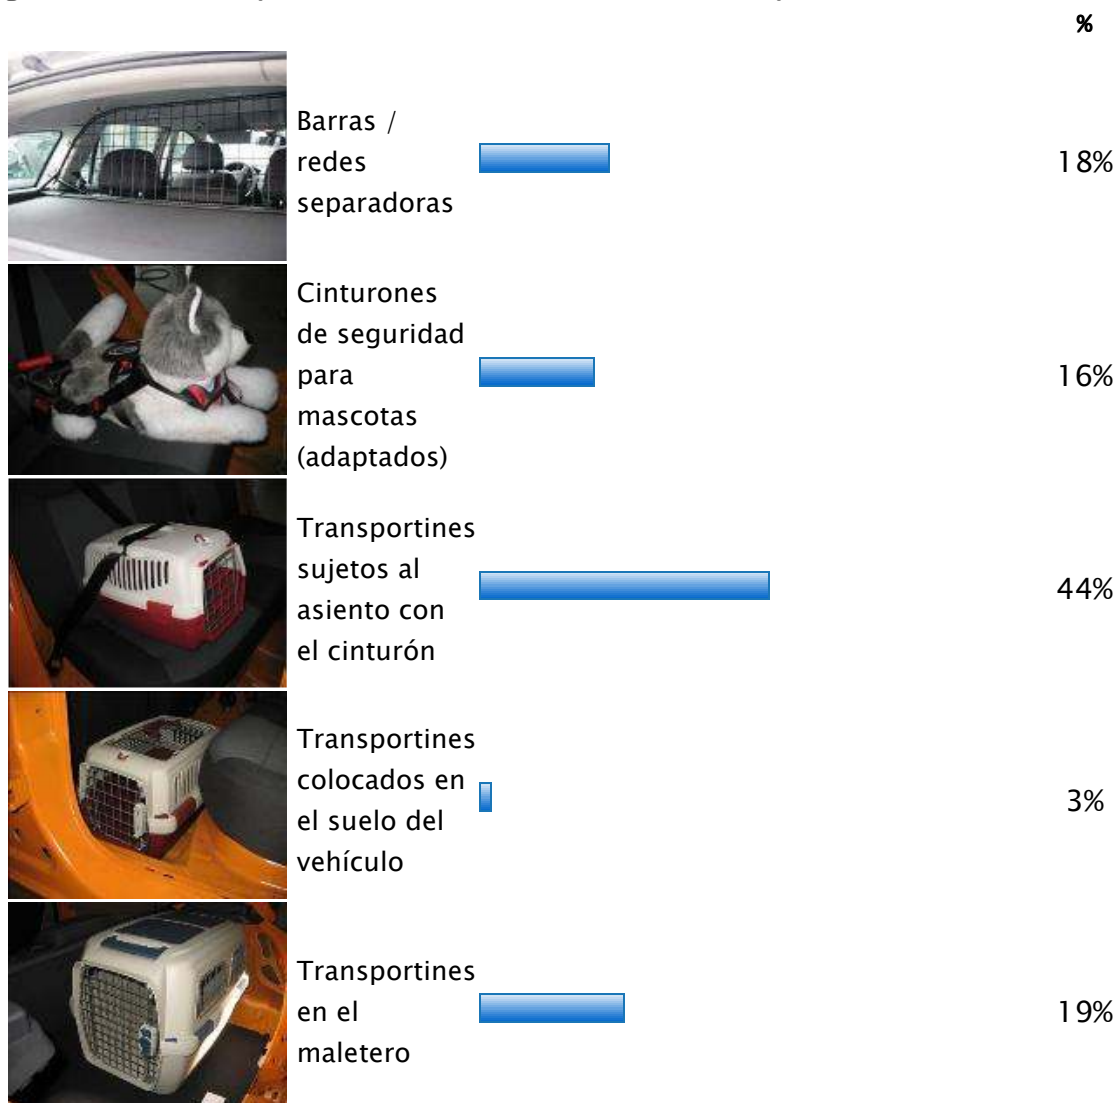 %
Barras /
redes
separadoras
18%
Cinturones
de seguridad
para
mascotas
(adaptados)
16%
Transportines
sujetos al
asiento con
el cinturón
44%
Transportines
colocados en
el suelo del
vehículo
3%
Transportines
en el
maletero
19%